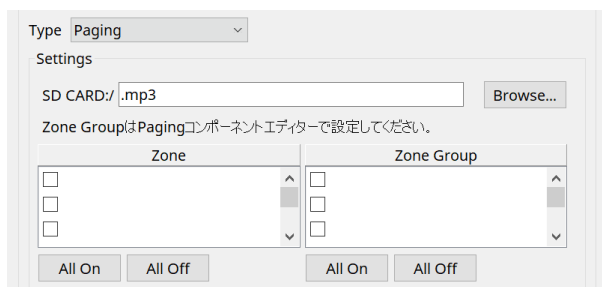 Type Paging
Settings
SD CARD:/ .mp3 Browse...
Zone GroupはPagingコンポーネントエディターで設定してください。
Zone Zone Group
All On All Off All On All Off